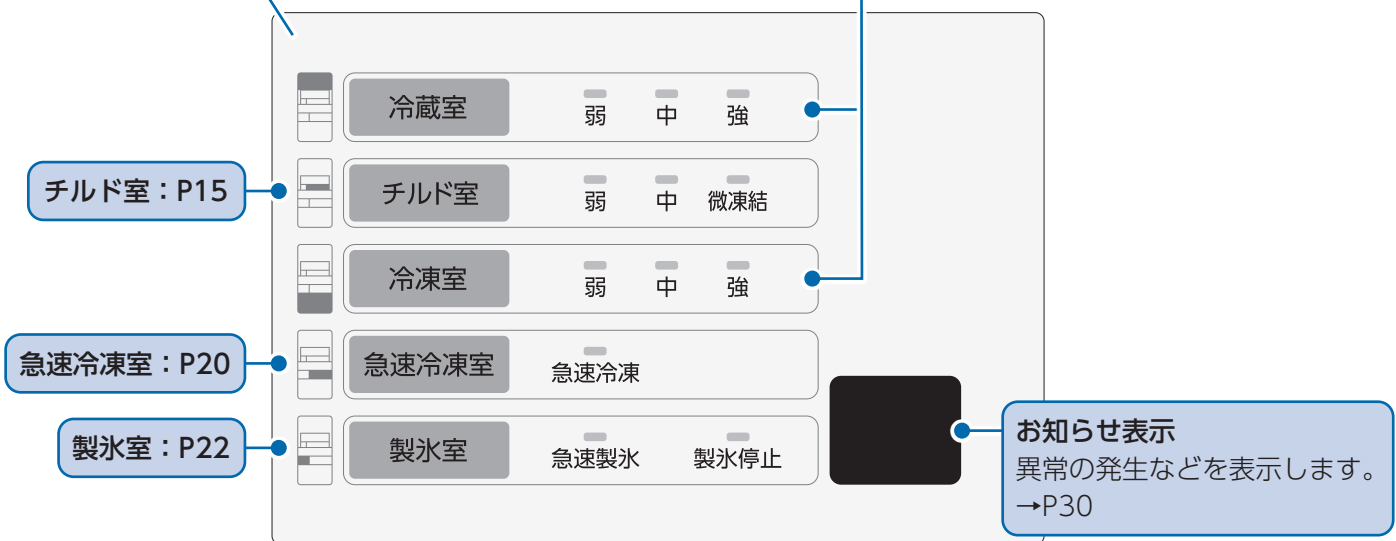 冷蔵室 弱 中 強
チルド室:P15
チルド室 弱 中 微凍結
冷凍室 弱 中 強
急速冷凍室:P20
急速冷凍室 急速冷凍
製氷室:P22
製氷室 急速製氷 製氷停止
お知らせ表示
異常の発生などを表示します。
→P30